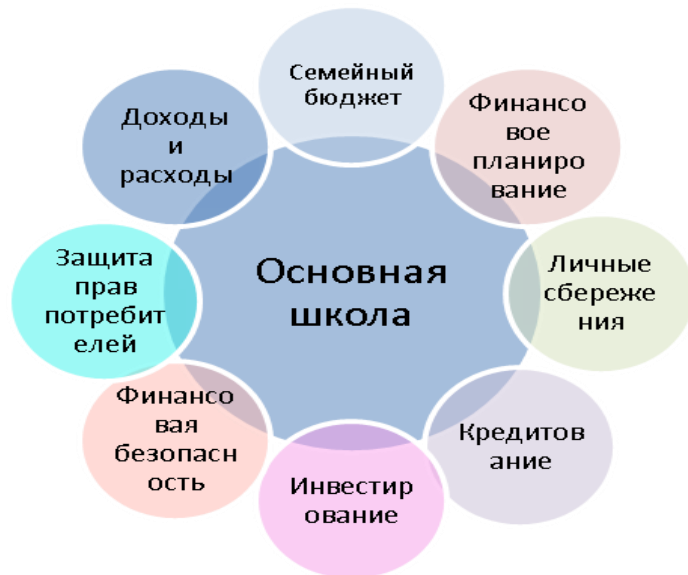 Семейный
бюджет
Финансо
вое
планиро
вание
Личные
сбереже
ния
Кредитов
ание
Инвестир
ование
Финансо
вая
безопасн
ость
Защита
прав
потребит
елей
Доходы
и
расходы
Основная
школа